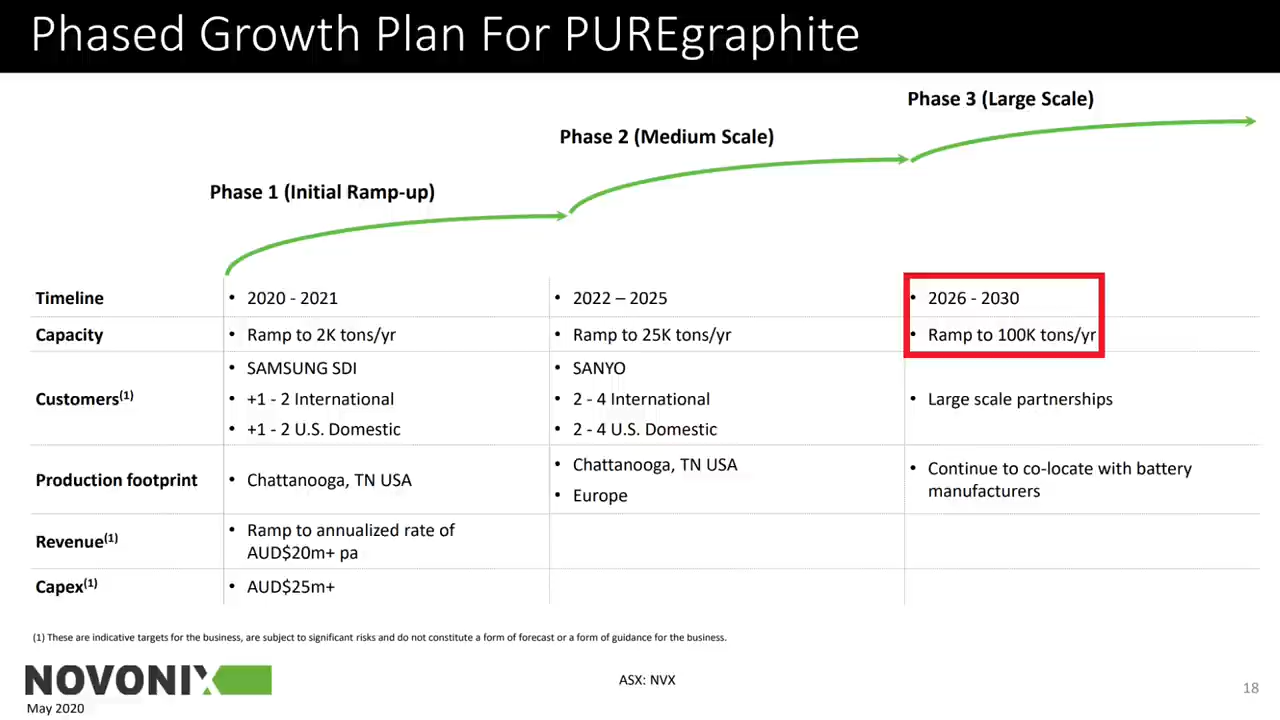 Phased Growth Plan For PUREgraphite
Phase 3 (Large Scale)
Phase 2 (Medium Scale)
Phase 1 (Initial Ramp-up)
Timeline • 2020 - 2021 • 2022 – 2025 • 2026 - 2030
Capacity • Ramp to 2K tons/yr • Ramp to 25K tons/yr • Ramp to 100K tons/yr
Customers(1)
• SAMSUNG SDI
• +1 - 2 International
• +1 - 2 U.S. Domestic
• SANYO
• 2 - 4 International
• 2 - 4 U.S. Domestic
• Large scale partnerships
Production footprint
• Chattanooga, TN USA
• Chattanooga, TN USA
• Europe
• Continue to co-locate with battery
manufacturers
Revenue(1)
• Ramp to annualized rate of
AUD$20m+ pa
Capex(1) • AUD$25m+
(1) These are indicative targets for the business, are subject to significant risks and do not constitute a form of forecast or a form of guidance for the business.
NOVONIX
May 2020
ASX: NVX
18